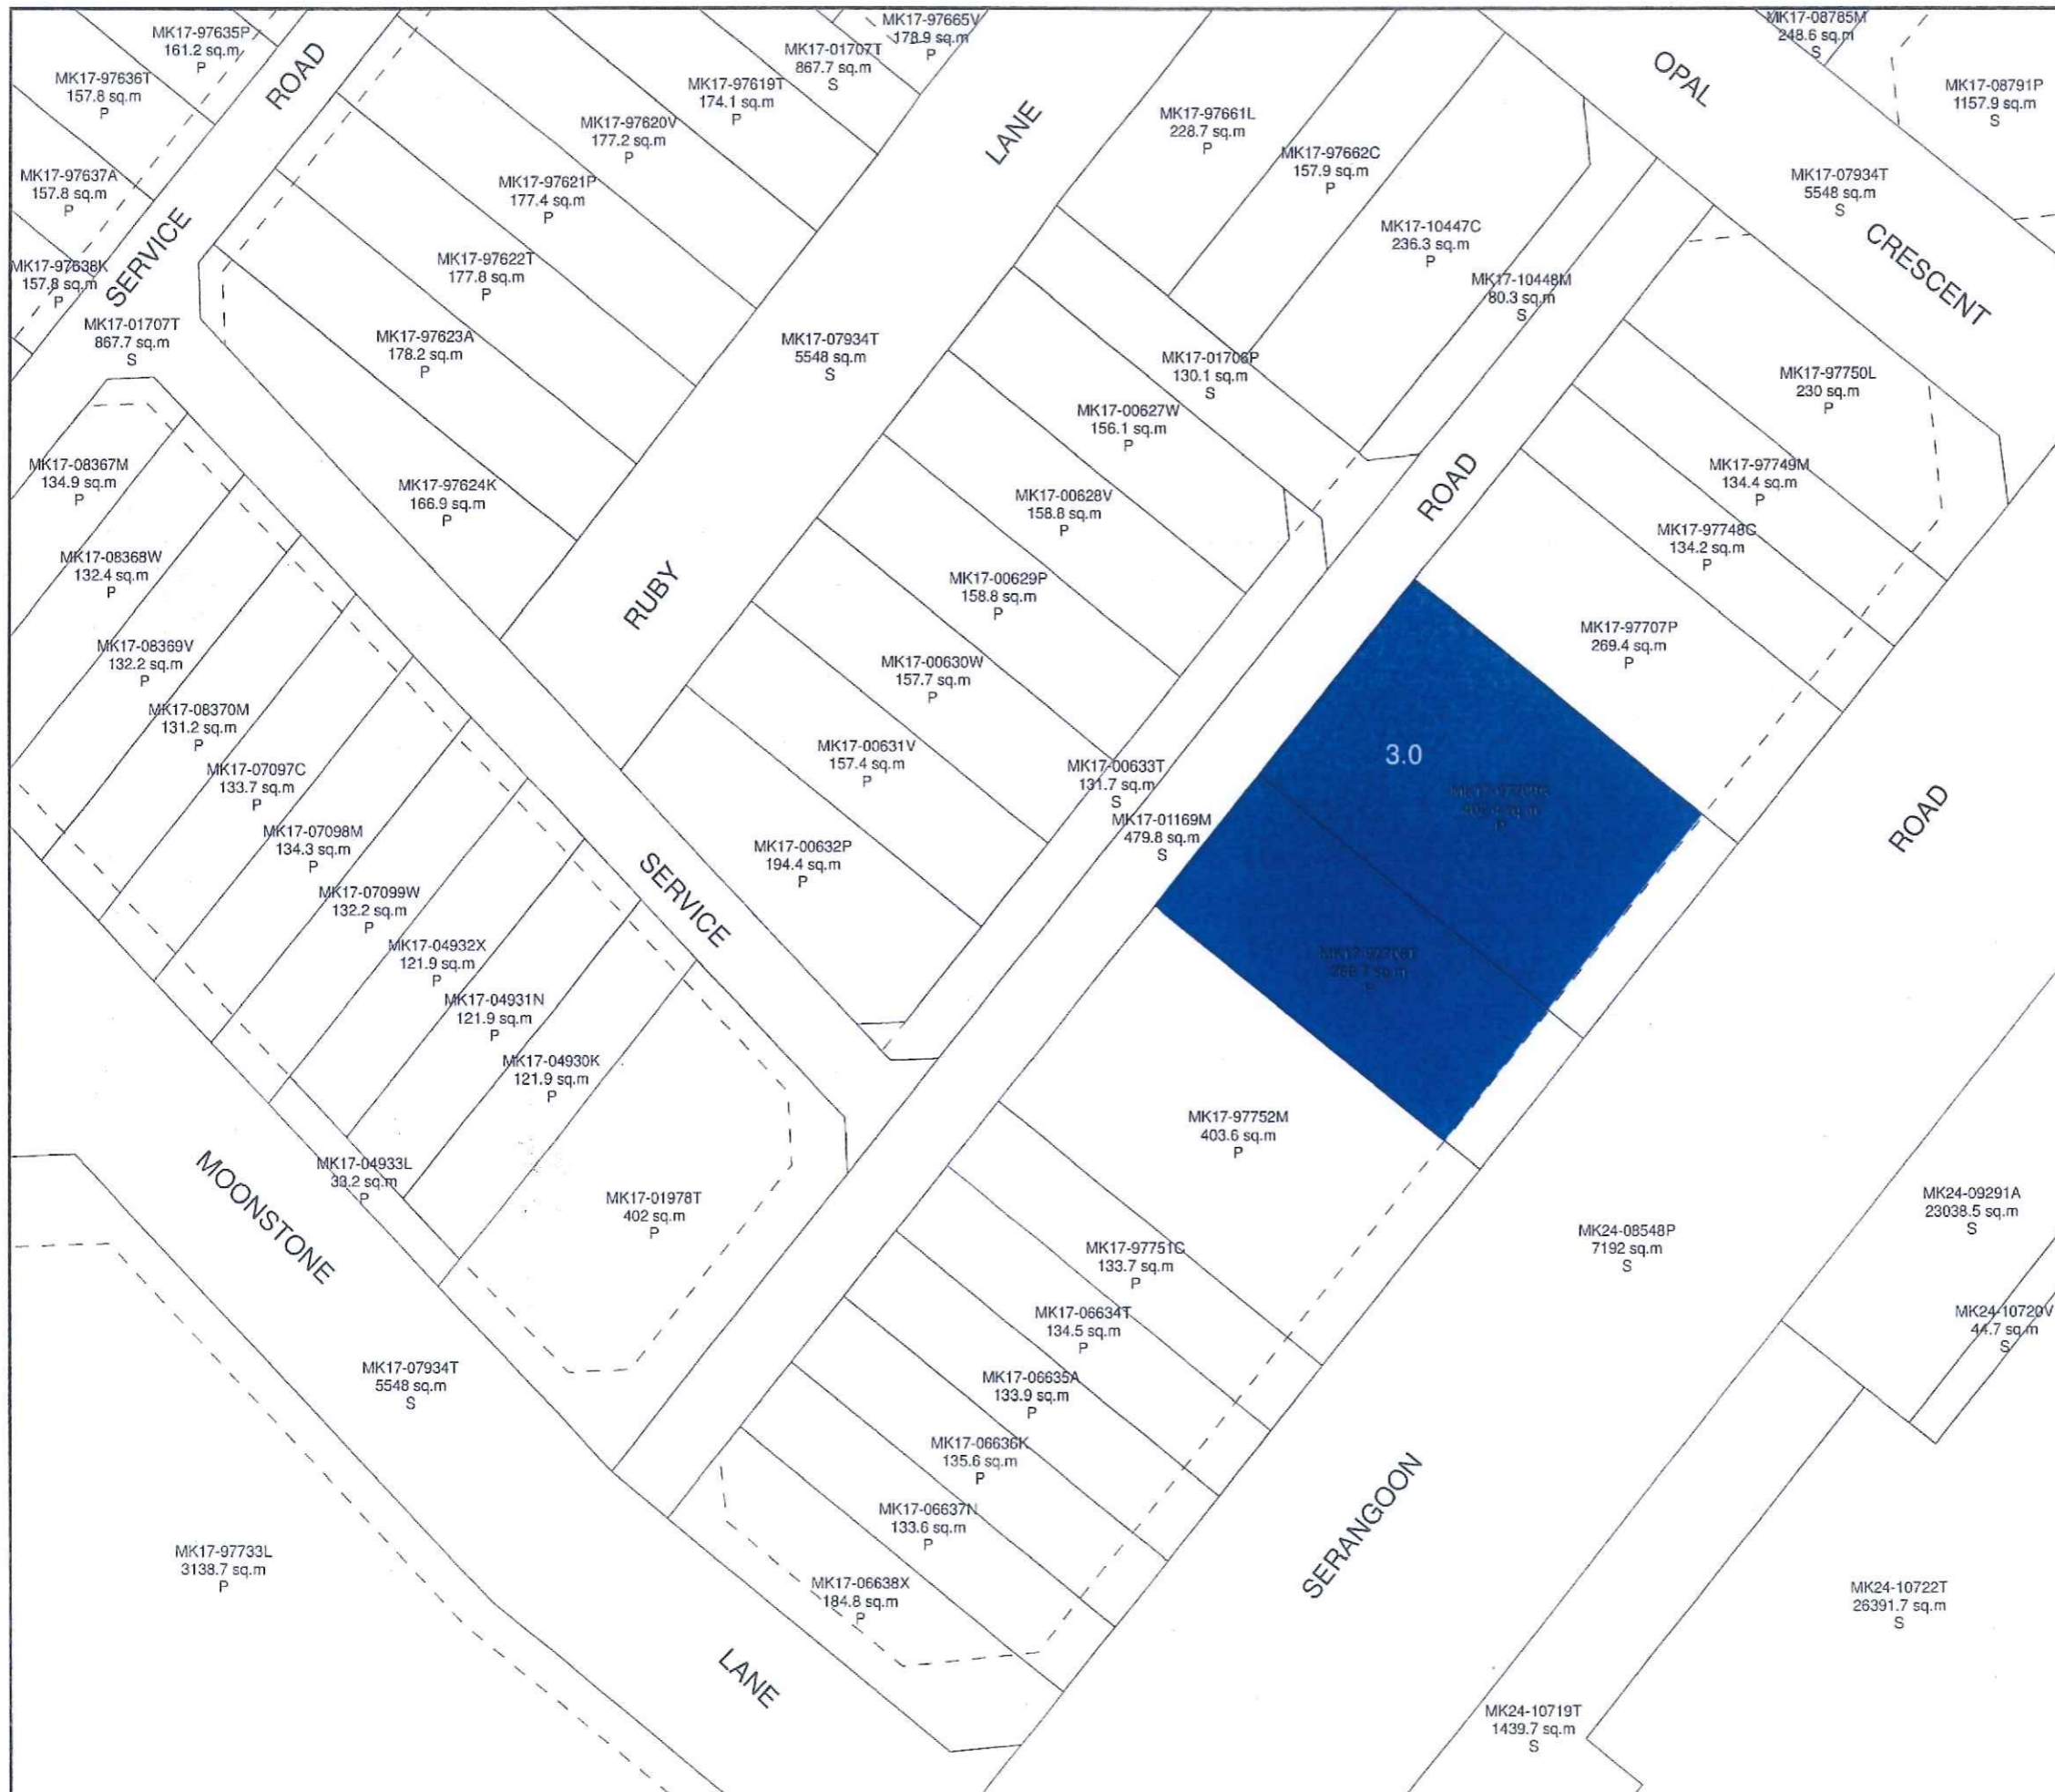 MK17-97635P
161.2 sq.m
P
MK17-97636T
157.8 sq.m
P
MK17-97637A
157.8 sq.m
P
MK17-97638K
157.8 sq.m
P
SERVICE
ROAD
MK17-01707T
867.7 sq.m
S
MK17-97665V
178.9 sq.m
P
MK17-01707T
867.7 sq.m
S
MK17-97619T
174.1 sq.m
P
MK17-97620V
177.2 sq.m
P
MK17-97621P
177.4 sq.m
P
MK17-97622T
177.8 sq.m
P
MK17-97623A
178.2 sq.m
P
MK17-97624K
166.9 sq.m
P
RUBY
LANE
MK17-07934T
5548 sq.m
S
MK17-97661L
228.7 sq.m
P
MK17-97662C
157.9 sq.m
P
MK17-10447C
236.3 sq.m
P
MK17-10448M
80.3 sq.m
S
MK17-01706P
130.1 sq.m
S
OPAL
CRESCENT
MK17-08785M
248.6 sq.m
S
MK17-08791P
1157.9 sq.m
S
MK17-07934T
5548 sq.m
S
MK17-97750L
230 sq.m
P
MK17-97749M
134.4 sq.m
P
MK17-97748C
134.2 sq.m
P
MK17-97707P
269.4 sq.m
P
MK17-00627W
156.1 sq.m
P
MK17-00628V
158.8 sq.m
P
MK17-00629P
158.8 sq.m
P
MK17-00630W
157.7 sq.m
P
MK17-00631V
157.4 sq.m
P
MK17-00632P
194.4 sq.m
P
MK17-00633T
131.7 sq.m
S
MK17-01169M
479.8 sq.m
S
SERVICE
ROAD
3.0
MK17-08367M
134.9 sq.m
P
MK17-08368W
132.4 sq.m
P
MK17-08369V
132.2 sq.m
P
MK17-08370M
131.2 sq.m
P
MK17-07097C
133.7 sq.m
P
MK17-07098M
134.3 sq.m
P
MK17-07099W
132.2 sq.m
P
MK17-04932X
121.9 sq.m
P
MK17-04931N
121.9 sq.m
P
MK17-04930K
121.9 sq.m
P
MK17-04933L
33.2 sq.m
P
MK17-01978T
402 sq.m
P
MOONSTONE
LANE
MK17-07934T
5548 sq.m
S
MK17-97733L
3138.7 sq.m
P
MK17-97752M
403.6 sq.m
P
MK17-97751C
133.7 sq.m
P
MK17-06634T
134.5 sq.m
P
MK17-06635A
133.9 sq.m
P
MK17-06636K
135.6 sq.m
P
MK17-06637N
133.6 sq.m
P
MK17-06638X
184.8 sq.m
P
SERANGOON
ROAD
MK24-08548P
7192 sq.m
S
MK24-09291A
23038.5 sq.m
S
MK24-10720V
44.7 sq.m
S
MK24-10722T
26391.7 sq.m
S
MK24-10719T
1439.7 sq.m
S